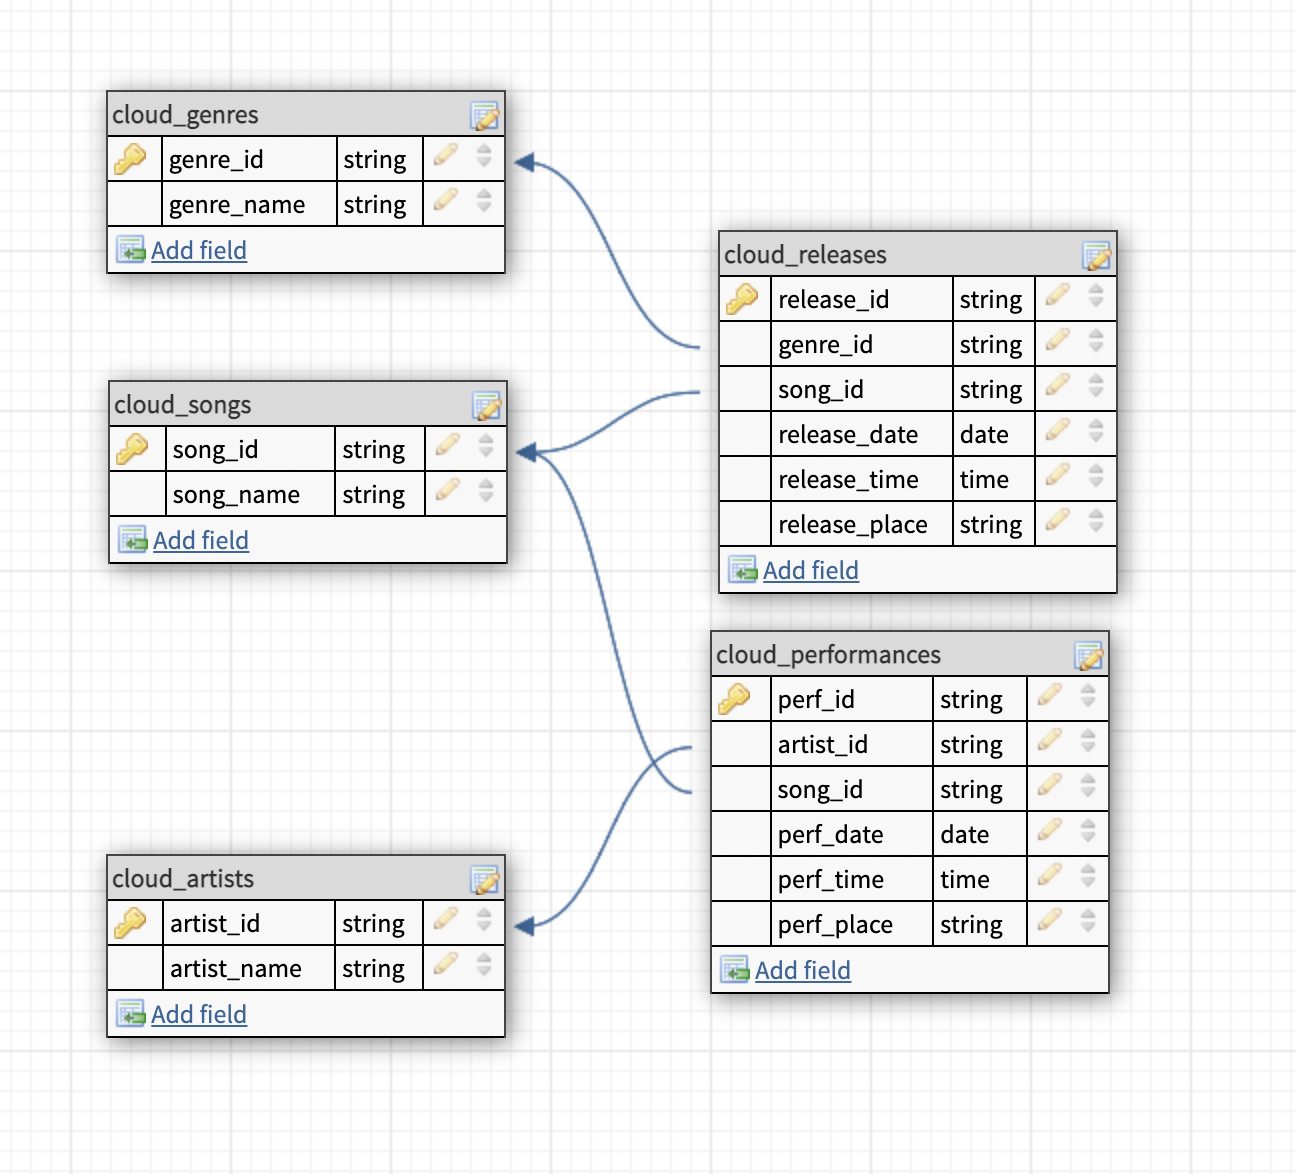 cloud_genres
genre_id string
genre_name string
Add field
cloud_releases
release_id string
genre_id string
song_id string
release_date date
release_time time
release_place string
Add field
cloud_songs
song_id string
song_name string
Add field
cloud_performances
perf_id string
artist_id string
song_id string
perf_date date
perf_time time
perf_place string
Add field
cloud_artists
artist_id string
artist_name string
Add field